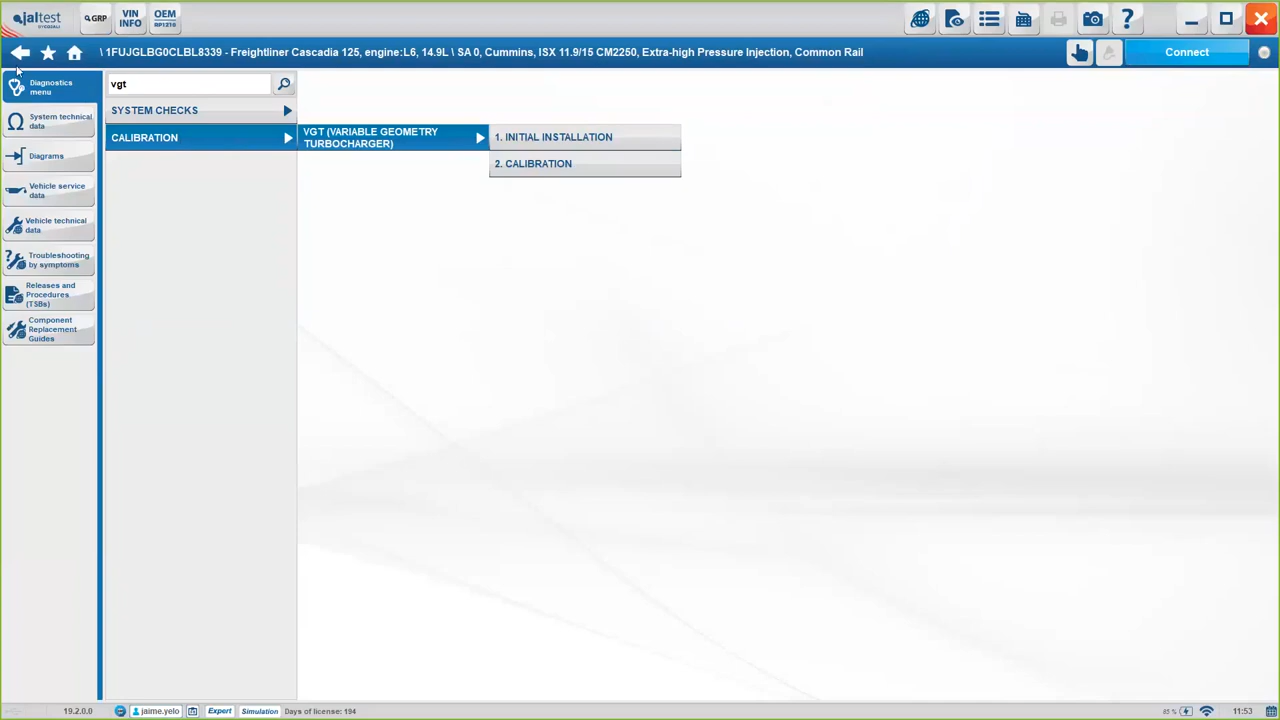 jaltest
GRP
VIN
INFO
OEM
RP1210
\ 1FUJGLBG0CLBL8339 - Freightliner Cascadia 125, engine:L6, 14.9L \ SA 0, Cummins, ISX 11.9/15 CM2250, Extra-high Pressure Injection, Common Rail
Connect
Diagnostics
menu
System technical
data
Diagrams
Vehicle service
data
Vehicle technical
data
Troubleshooting
by symptoms
Releases and
Procedures
(TSBs)
Component
Replacement
Guides
vgt
SYSTEM CHECKS
CALIBRATION
VGT (VARIABLE GEOMETRY
TURBOCHARGER)
1. INITIAL INSTALLATION
2. CALIBRATION
19.2.0.0
jaime.yelo
Expert
Simulation
Days of license: 194
85 %
11:53